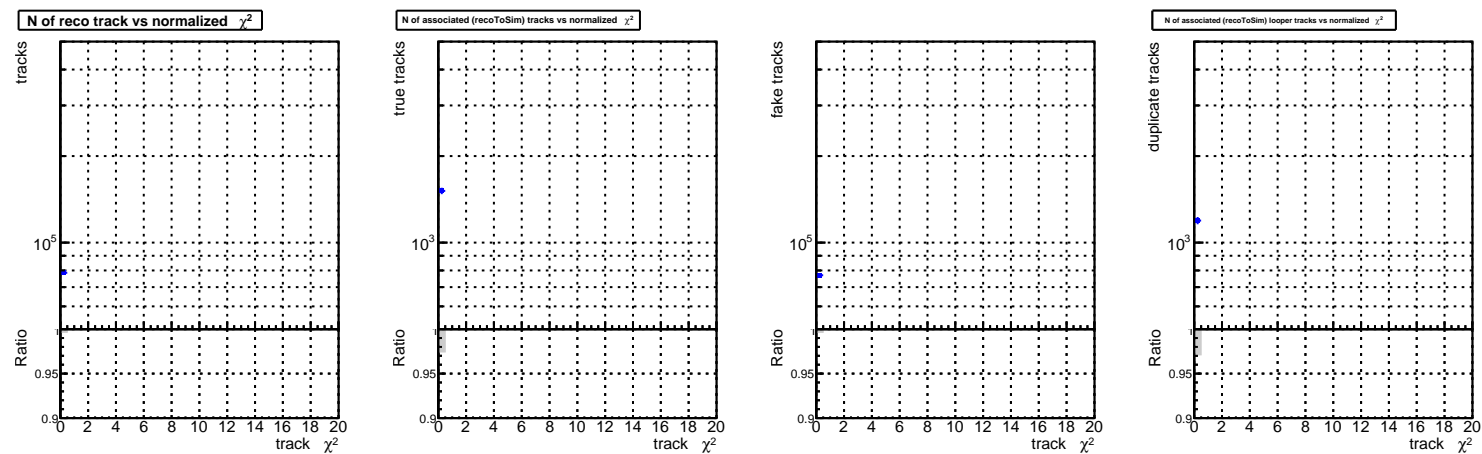 N of reco track vs normalized χ²
tracks
10⁵
Ratio
1
0.95
0.9
0 2 4 6 8 10 12 14 16 18 20
track χ²
N of associated (recoToSim) tracks vs normalized χ²
true tracks
10³
Ratio
1
0.95
0.9
0 2 4 6 8 10 12 14 16 18 20
track χ²
fake tracks
10⁵
Ratio
1
0.95
0.9
0 2 4 6 8 10 12 14 16 18 20
track χ²
N of associated (recoToSim) looper tracks vs normalized χ²
duplicate tracks
10³
Ratio
1
0.95
0.9
0 2 4 6 8 10 12 14 16 18 20
track χ²